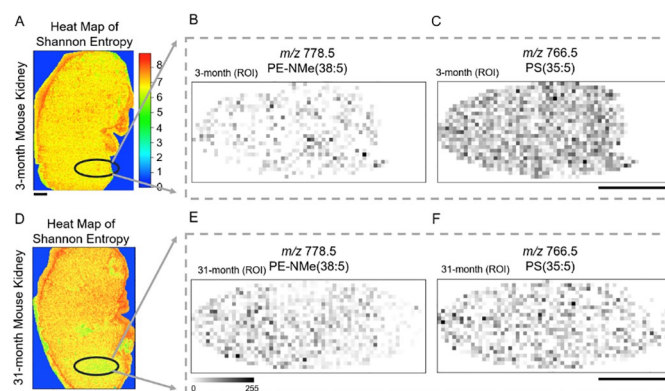 A
Heat Map of
Shannon Entropy
3-month Mouse Kidney
8
7
6
5
4
3
2
1
0
B
m/z 778.5
PE-NMe(38:5)
3-month (ROI)
C
m/z 766.5
PS(35:5)
3-month (ROI)
D
Heat Map of
Shannon Entropy
31-month Mouse Kidney
E
m/z 778.5
31-month (ROI) PE-NMe(38:5)
0 255
F
m/z 766.5
31-month (ROI) PS(35:5)